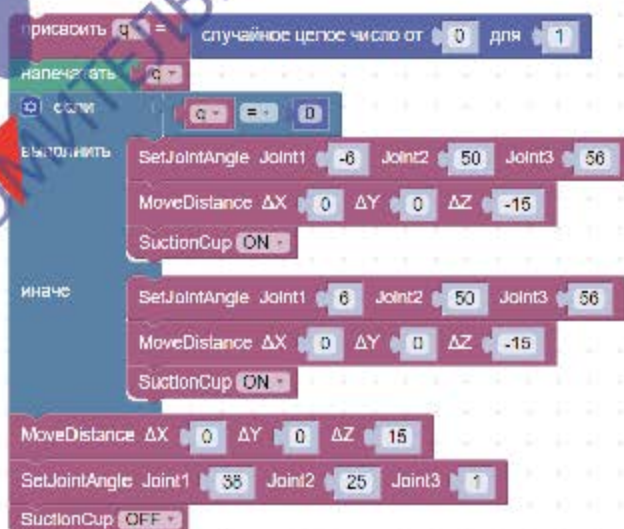 присвоить q = случайное целое число от 0 для 1
напечатать q
если q = 0
выполнить SetJointAngle Joint1 -6 Joint2 50 Joint3 56
MoveDistance ΔX 0 ΔY 0 ΔZ -15
SuctionCup ON
иначе SetJointAngle Joint1 6 Joint2 50 Joint3 56
MoveDistance ΔX 0 ΔY 0 ΔZ -15
SuctionCup ON
MoveDistance ΔX 0 ΔY 0 ΔZ 15
SetJointAngle Joint1 38 Joint2 25 Joint3 1
SuctionCup OFF